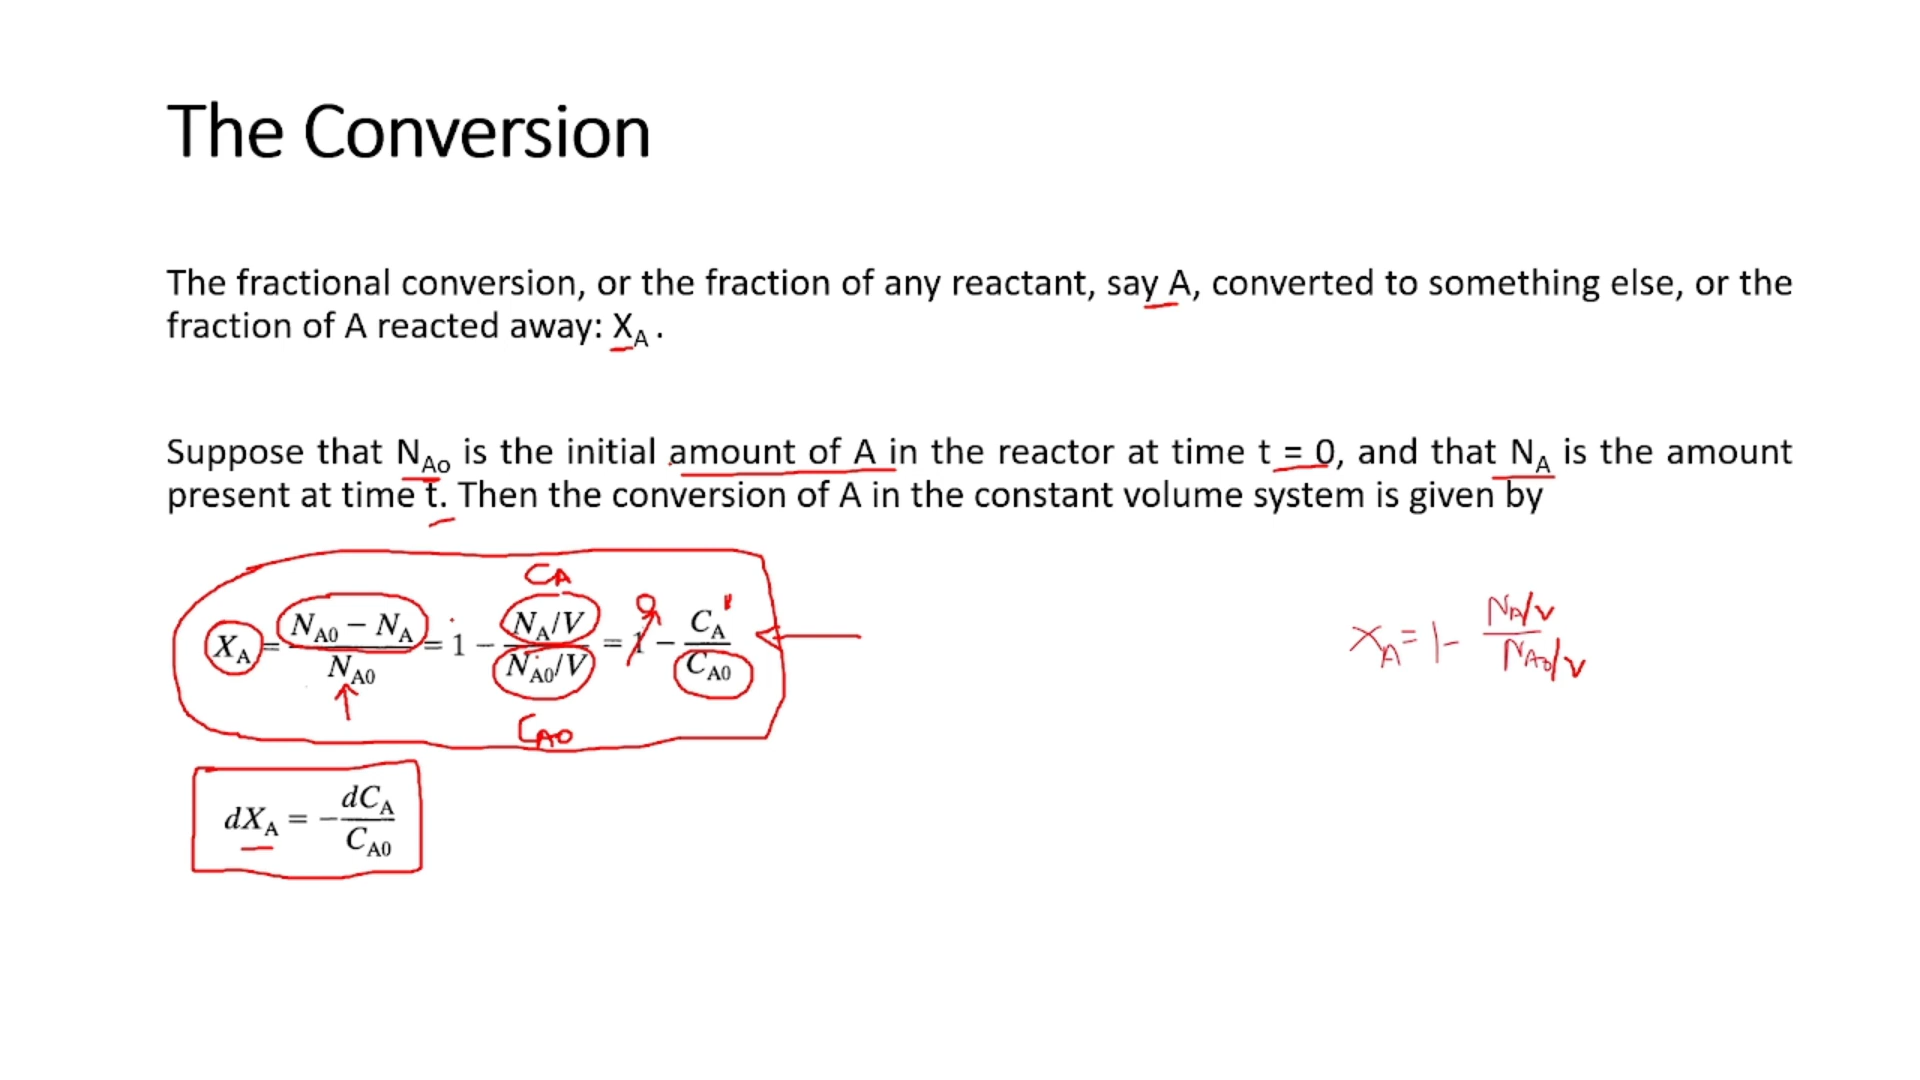 The Conversion
The fractional conversion, or the fraction of any reactant, say A, converted to something else, or the
fraction of A reacted away: X_A .
Suppose that N_Ao is the initial amount of A in the reactor at time t = 0, and that N_A is the amount
present at time t. Then the conversion of A in the constant volume system is given by
C_A
X_A = (N_A0 − N_A)/N_A0 = 1 − (N_A/V)/(N_A0/V) = 1 − C_A/C_A0
0
C_A0
X_A = 1 - (N_A/V)/(N_A0/V)
dX_A = −dC_A/C_A0